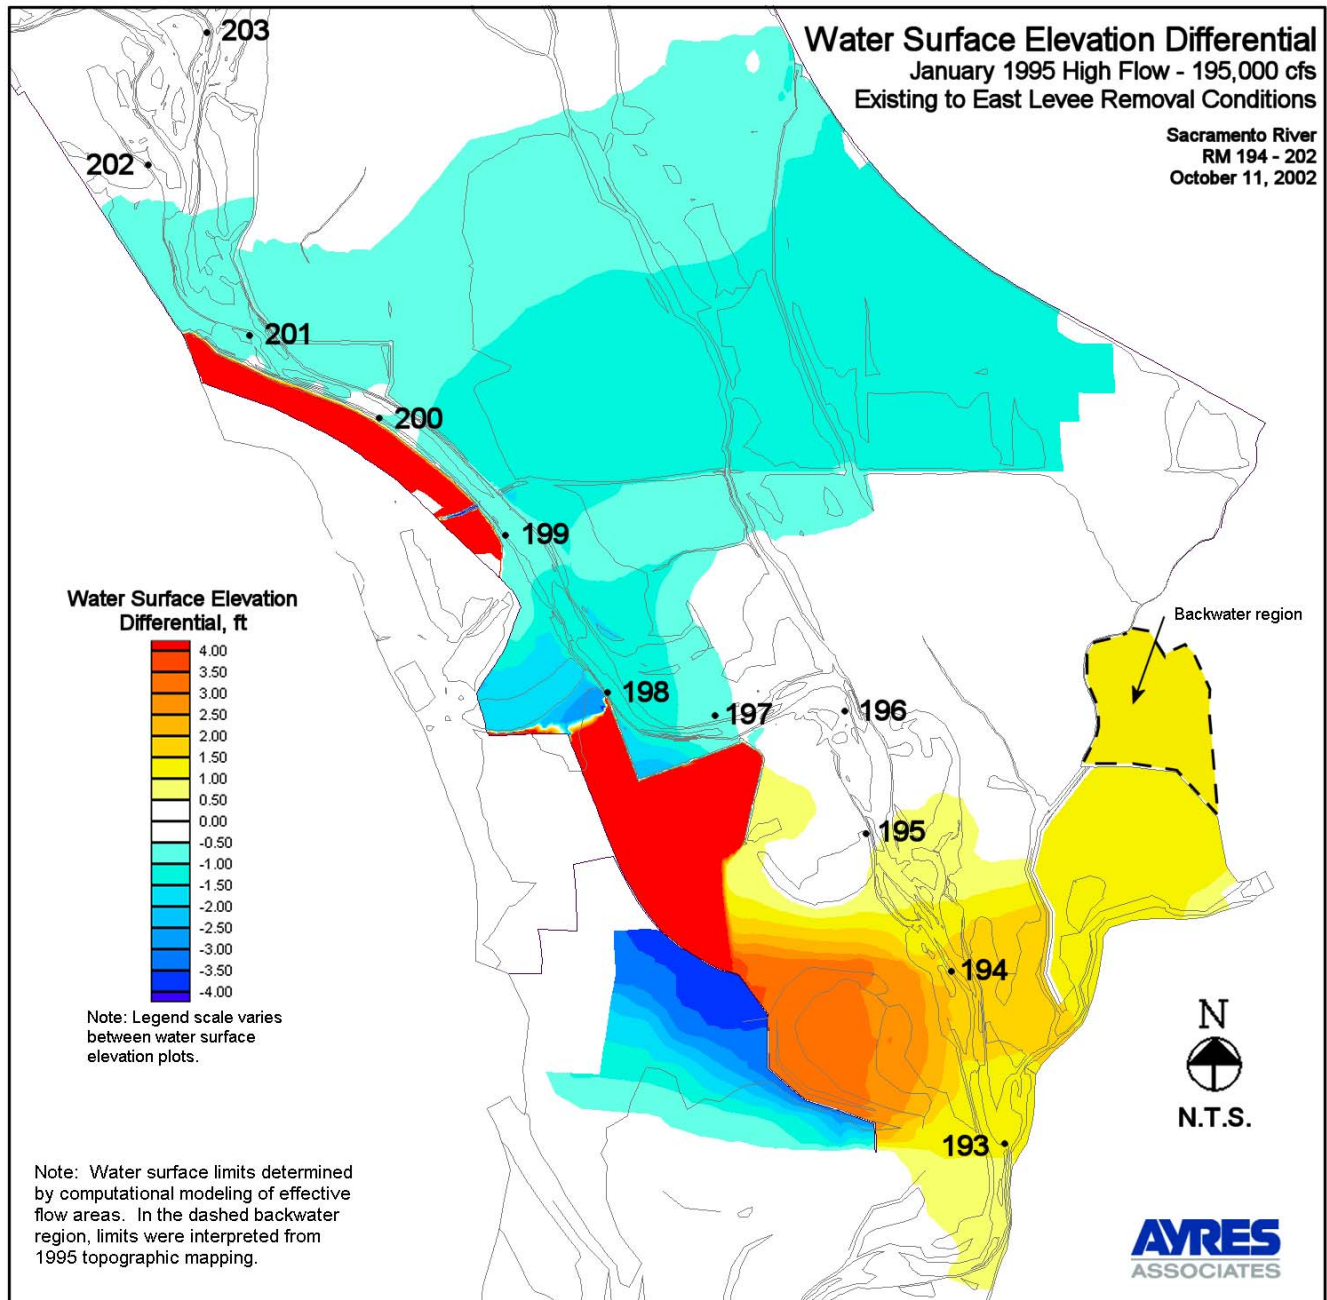 Water Surface Elevation Differential
January 1995 High Flow - 195,000 cfs
Existing to East Levee Removal Conditions
Sacramento River
RM 194 - 202
October 11, 2002
203
202
201
200
199
198
197
196
195
194
193
Backwater region
Water Surface Elevation
Differential, ft
4.00
3.50
3.00
2.50
2.00
1.50
1.00
0.50
0.00
-0.50
-1.00
-1.50
-2.00
-2.50
-3.00
-3.50
-4.00
Note: Legend scale varies
between water surface
elevation plots.
N
N.T.S.
Note: Water surface limits determined
by computational modeling of effective
flow areas. In the dashed backwater
region, limits were interpreted from
1995 topographic mapping.
AYRES
ASSOCIATES